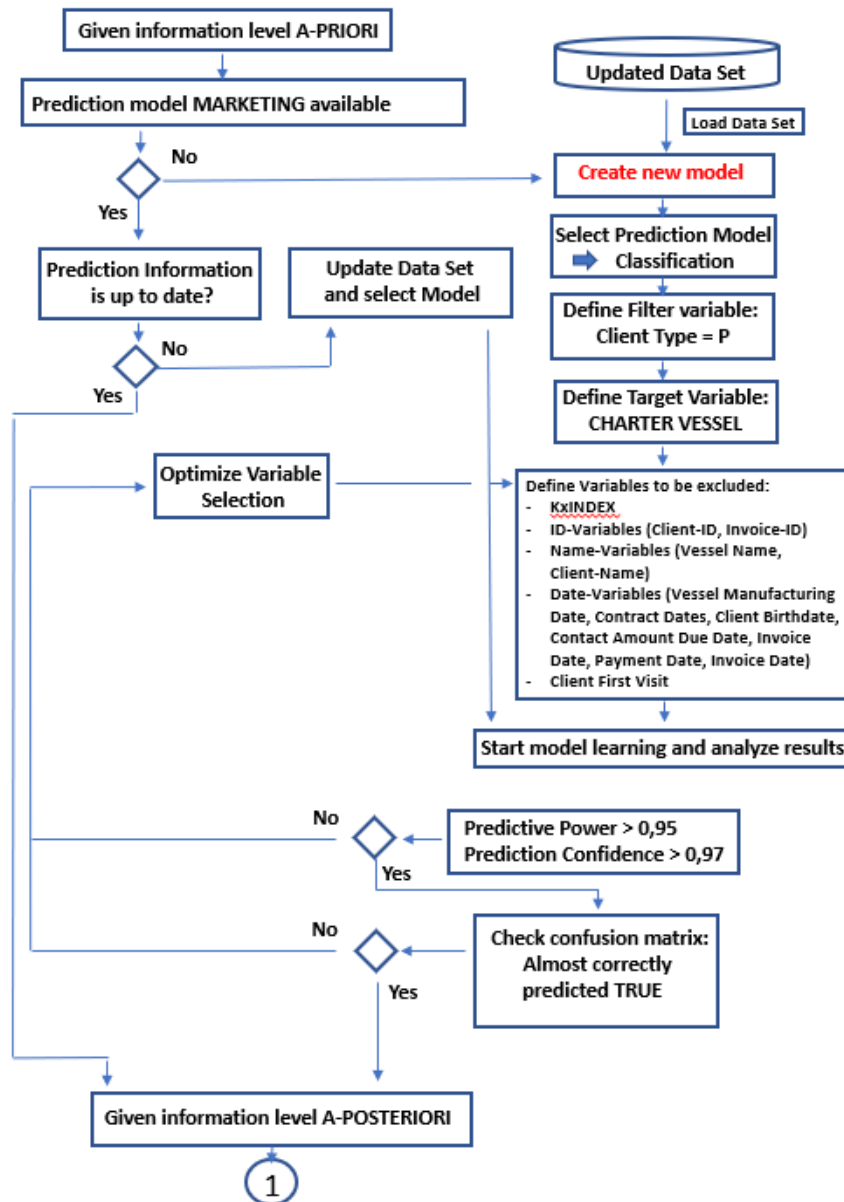 Given information level A-PRIORI
Prediction model MARKETING available
Updated Data Set
Load Data Set
No
Yes
Create new model
Select Prediction Model
Classification
Prediction Information
is up to date?
Update Data Set
and select Model
Define Filter variable:
Client Type = P
No
Yes
Define Target Variable:
CHARTER VESSEL
Optimize Variable
Selection
Define Variables to be excluded:
- KxINDEX
- ID-Variables (Client-ID, Invoice-ID)
- Name-Variables (Vessel Name,
Client-Name)
- Date-Variables (Vessel Manufacturing
Date, Contract Dates, Client Birthdate,
Contact Amount Due Date, Invoice
Date, Payment Date, Invoice Date)
- Client First Visit
Start model learning and analyze results
No
Yes
Predictive Power > 0,95
Prediction Confidence > 0,97
No
Yes
Check confusion matrix:
Almost correctly
predicted TRUE
Given information level A-POSTERIORI
1